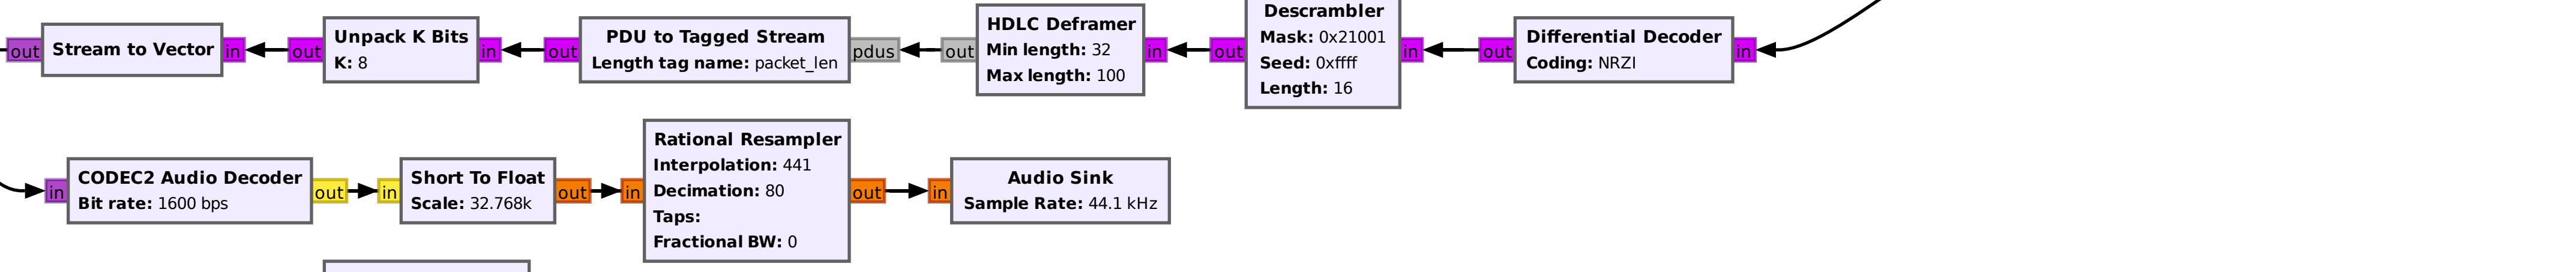 out Stream to Vector in
out Unpack K Bits in
K: 8
out PDU to Tagged Stream pdus
Length tag name: packet_len
out HDLC Deframer in
Min length: 32
Max length: 100
out Descrambler in
Mask: 0x21001
Seed: 0xffff
Length: 16
out Differential Decoder in
Coding: NRZI
in CODEC2 Audio Decoder out
Bit rate: 1600 bps
in Short To Float out
Scale: 32.768k
in Rational Resampler out
Interpolation: 441
Decimation: 80
Taps:
Fractional BW: 0
in Audio Sink
Sample Rate: 44.1 kHz